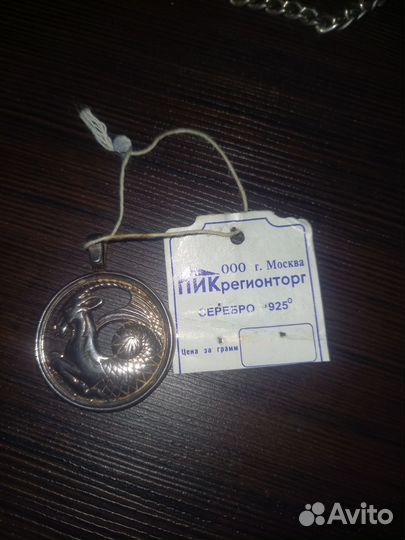 ООО г. Москва
ПИКрегионторг
СЕРЕБРО 925°
Цена за грамм
Avito